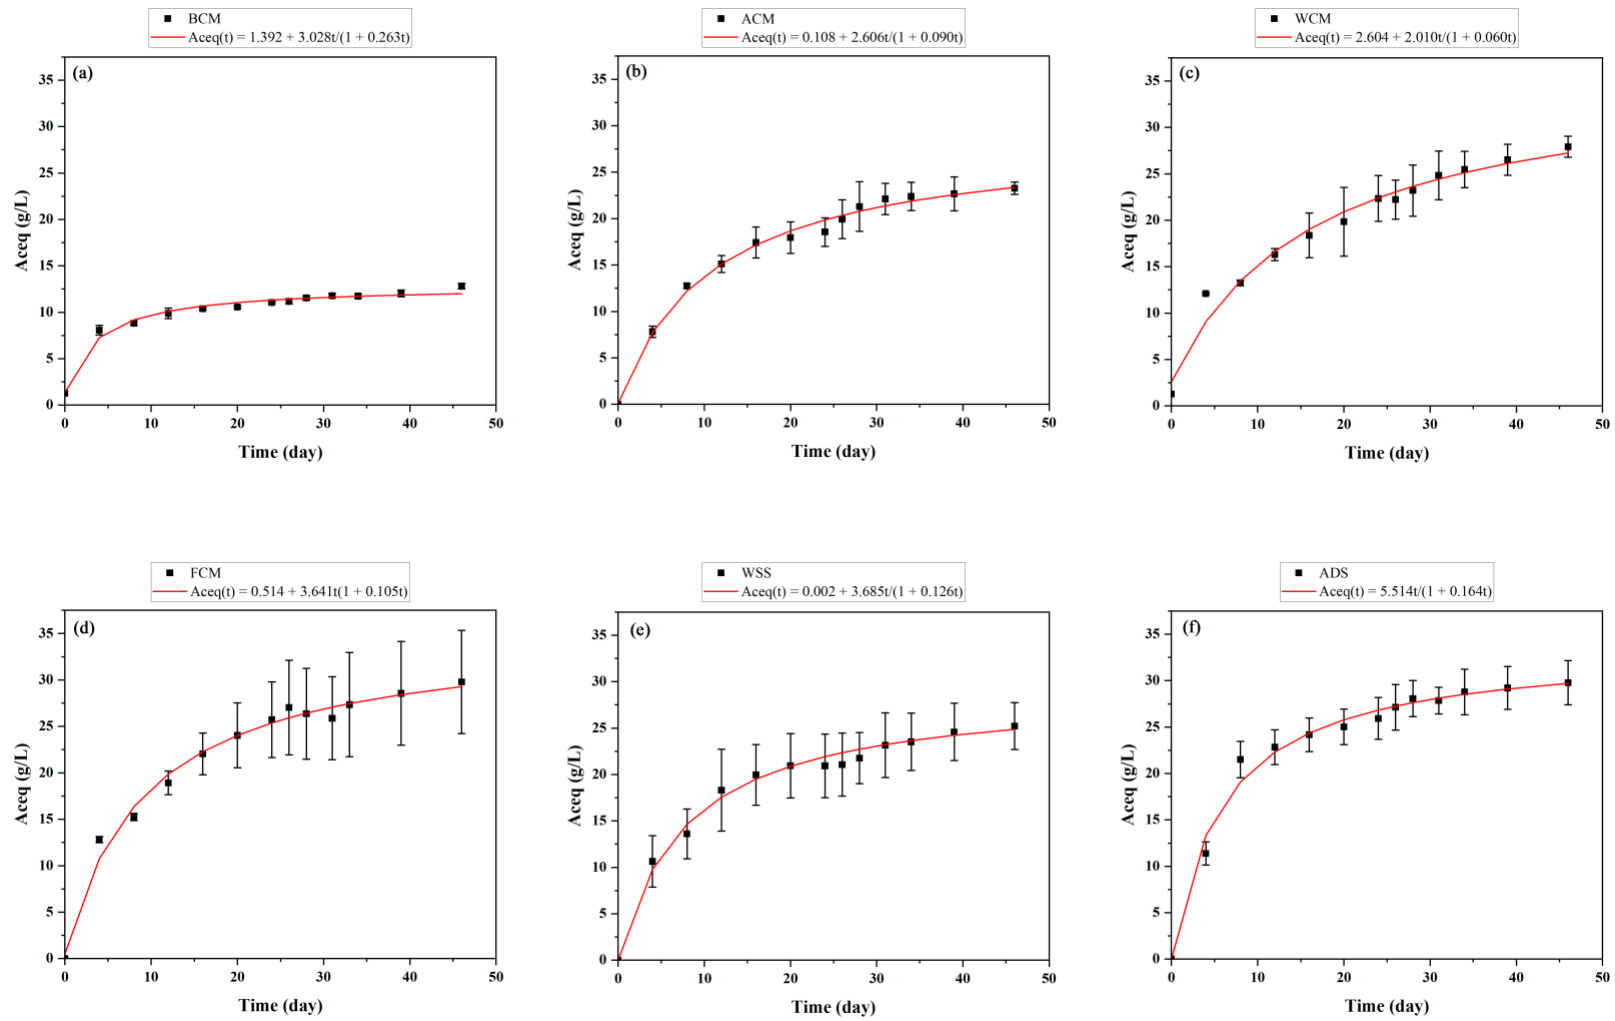 BCM
Aceq(t) = 1.392 + 3.028t/(1 + 0.263t)
(a)
35
30
25
20
15
10
5
0
Aceq (g/L)
0 10 20 30 40 50
Time (day)
ACM
Aceq(t) = 0.108 + 2.606t/(1 + 0.090t)
(b)
35
30
25
20
15
10
5
0
Aceq (g/L)
0 10 20 30 40 50
Time (day)
WCM
Aceq(t) = 2.604 + 2.010t/(1 + 0.060t)
(c)
35
30
25
20
15
10
5
0
Aceq (g/L)
0 10 20 30 40 50
Time (day)
FCM
Aceq(t) = 0.514 + 3.641t(1 + 0.105t)
(d)
35
30
25
20
15
10
5
0
Aceq (g/L)
0 10 20 30 40 50
Time (day)
WSS
Aceq(t) = 0.002 + 3.685t/(1 + 0.126t)
(e)
35
30
25
20
15
10
5
0
Aceq (g/L)
0 10 20 30 40 50
Time (day)
ADS
Aceq(t) = 5.514t/(1 + 0.164t)
(f)
35
30
25
20
15
10
5
0
Aceq (g/L)
0 10 20 30 40 50
Time (day)